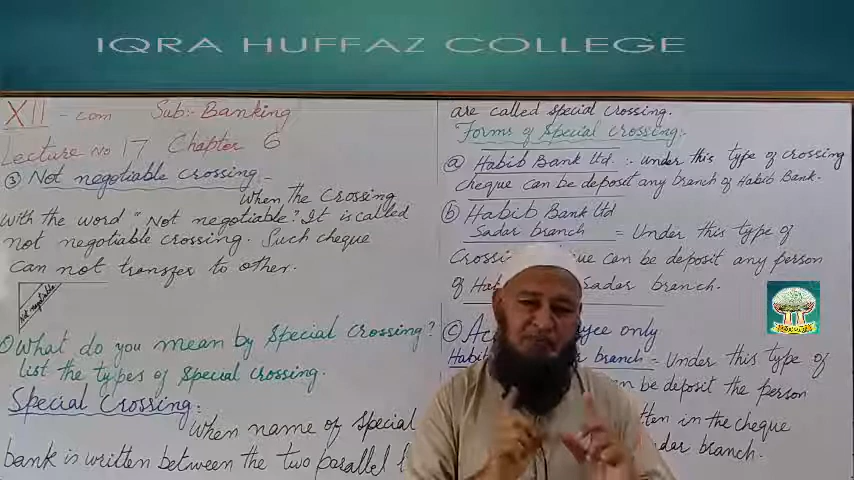 IQRA HUFFAZ COLLEGE
XII - com Sub:- Banking
Lecture No 17 Chapter 6
③ Not negotiable crossing.-
When the crossing
with the word "Not negotiable". It is called
not negotiable crossing. Such cheque
can not transfer to other.
Not negotiable
What do you mean by Special Crossing?
list the types of special crossing.
Special Crossing:
When name of special
bank is written between the two parallel
are called special crossing.
Forms of Special crossing:-
ⓐ Habib Bank ltd. :- under this type of crossing
cheque can be deposit any branch of Habib Bank.
ⓑ Habib Bank ltd
Sadar branch = Under this type of
can be deposit any person
of Sadar branch.
ⓒ only
branch = Under this type of
be deposit the person
in the cheque
branch.